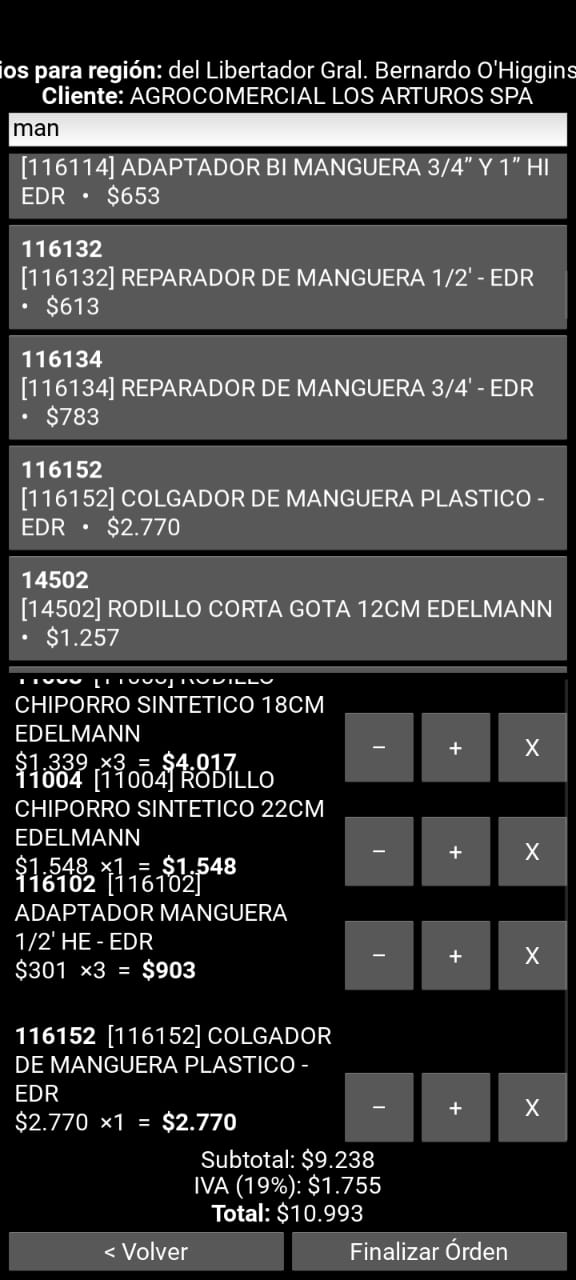 ios para región: del Libertador Gral. Bernardo O'Higgins
Cliente: AGROCOMERCIAL LOS ARTUROS SPA
man
[116114] ADAPTADOR BI MANGUERA 3/4” Y 1” HI
EDR • $653
116132
[116132] REPARADOR DE MANGUERA 1/2' - EDR
• $613
116134
[116134] REPARADOR DE MANGUERA 3/4' - EDR
• $783
116152
[116152] COLGADOR DE MANGUERA PLASTICO -
EDR • $2.770
14502
[14502] RODILLO CORTA GOTA 12CM EDELMANN
• $1.257
RODILLO
CHIPORRO SINTETICO 18CM
EDELMANN
$1.339 ×3 = $4.017
11004 [11004] RODILLO
CHIPORRO SINTETICO 22CM
EDELMANN
$1.548 ×1 = $1.548
116102 [116102]
ADAPTADOR MANGUERA
1/2' HE - EDR
$301 ×3 = $903
116152 [116152] COLGADOR
DE MANGUERA PLASTICO -
EDR
$2.770 ×1 = $2.770
− + X
− + X
− + X
− + X
Subtotal: $9.238
IVA (19%): $1.755
Total: $10.993
< Volver
Finalizar Órden